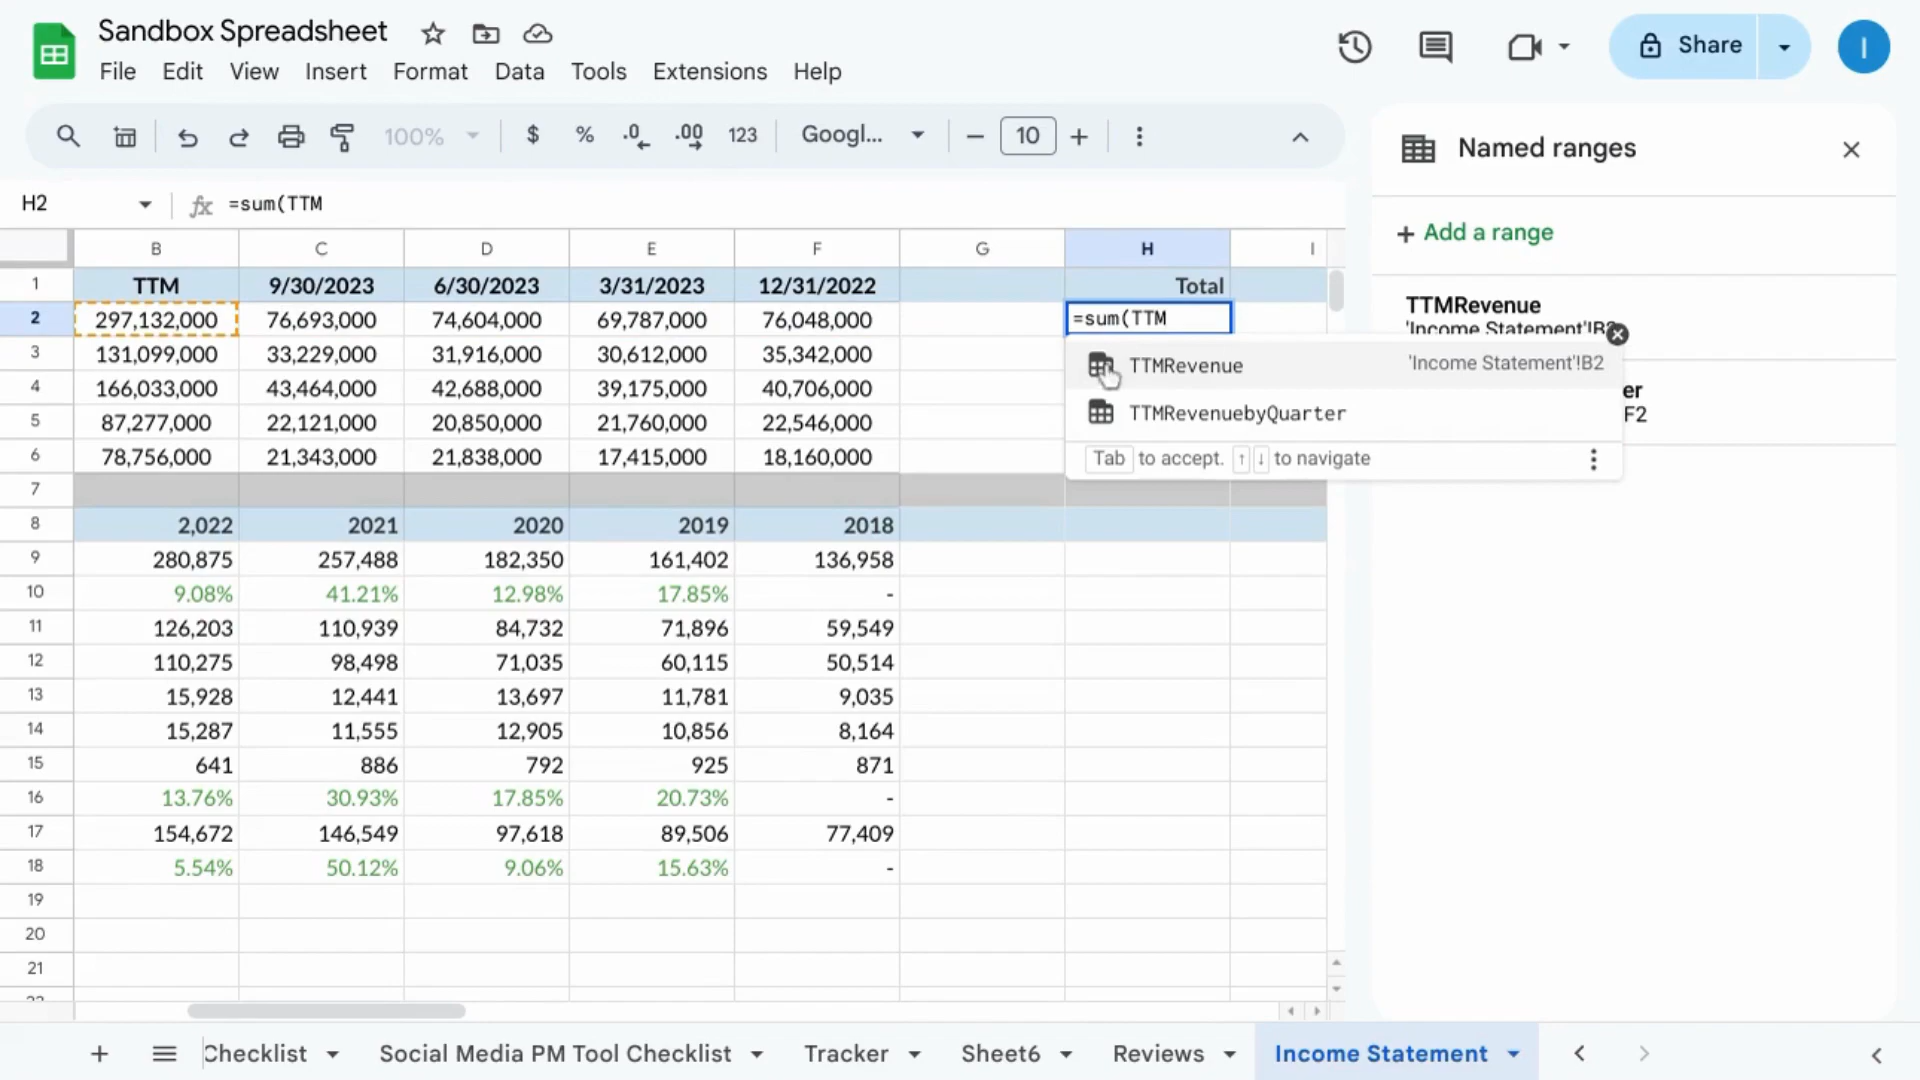 Sandbox Spreadsheet
File Edit View Insert Format Data Tools Extensions Help
Share
I
100% $ % .0 .00 123 Googl... 10
Named ranges
H2 fx =sum(TTM
+ Add a range
B C D E F G H I
1 TTM 9/30/2023 6/30/2023 3/31/2023 12/31/2022 Total
TTMRevenue
2 297,132,000 76,693,000 74,604,000 69,787,000 76,048,000 =sum(TTM
'Income Statement'!B2
3 131,099,000 33,229,000 31,916,000 30,612,000 35,342,000
TTMRevenue 'Income Statement'!B2
4 166,033,000 43,464,000 42,688,000 39,175,000 40,706,000
er
TTMRevenuebyQuarter
F2
5 87,277,000 22,121,000 20,850,000 21,760,000 22,546,000
6 78,756,000 21,343,000 21,838,000 17,415,000 18,160,000
Tab to accept. ↑ ↓ to navigate
7
8 2,022 2021 2020 2019 2018
9 280,875 257,488 182,350 161,402 136,958
10 9.08% 41.21% 12.98% 17.85% -
11 126,203 110,939 84,732 71,896 59,549
12 110,275 98,498 71,035 60,115 50,514
13 15,928 12,441 13,697 11,781 9,035
14 15,287 11,555 12,905 10,856 8,164
15 641 886 792 925 871
16 13.76% 30.93% 17.85% 20.73% -
17 154,672 146,549 97,618 89,506 77,409
18 5.54% 50.12% 9.06% 15.63% -
19
20
21
Checklist Social Media PM Tool Checklist Tracker Sheet6 Reviews Income Statement